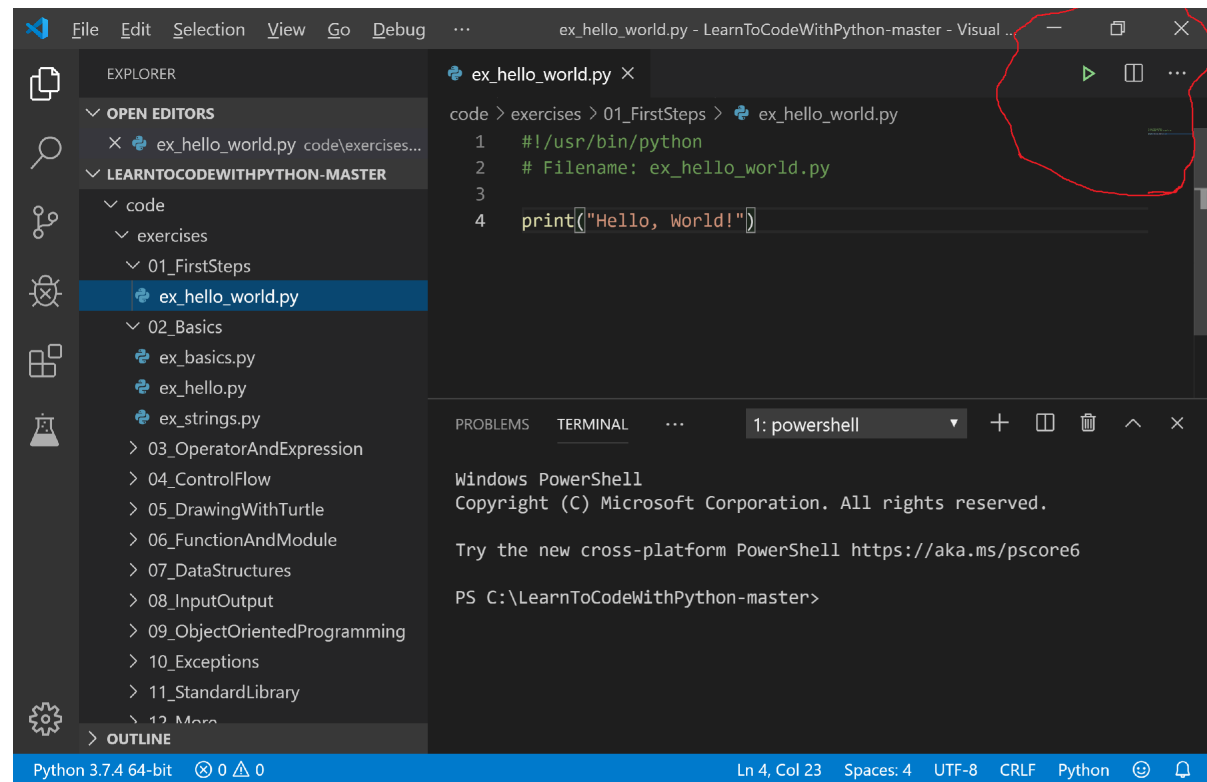 File Edit Selection View Go Debug ... ex_hello_world.py - LearnToCodeWithPython-master - Visual ...
EXPLORER
OPEN EDITORS
ex_hello_world.py code\exercises...
LEARNTOCODEWITHPYTHON-MASTER
code
exercises
01_FirstSteps
ex_hello_world.py
02_Basics
ex_basics.py
ex_hello.py
ex_strings.py
03_OperatorAndExpression
04_ControlFlow
05_DrawingWithTurtle
06_FunctionAndModule
07_DataStructures
08_InputOutput
09_ObjectOrientedProgramming
10_Exceptions
11_StandardLibrary
12_More
OUTLINE
ex_hello_world.py
code > exercises > 01_FirstSteps > ex_hello_world.py
1 #!/usr/bin/python
2 # Filename: ex_hello_world.py
3
4 print("Hello, World!")
PROBLEMS TERMINAL ... 1: powershell
Windows PowerShell
Copyright (C) Microsoft Corporation. All rights reserved.
Try the new cross-platform PowerShell https://aka.ms/pscore6
PS C:\LearnToCodeWithPython-master>
Python 3.7.4 64-bit 0 0 Ln 4, Col 23 Spaces: 4 UTF-8 CRLF Python